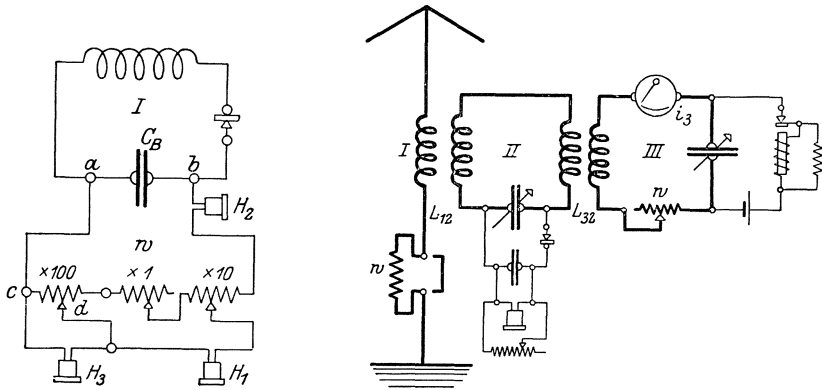 I
C_B
a
b
H_2
n
×100
×1
×10
c
d
H_3
H_1
I
II
III
i_3
L_12
L_32
n
n